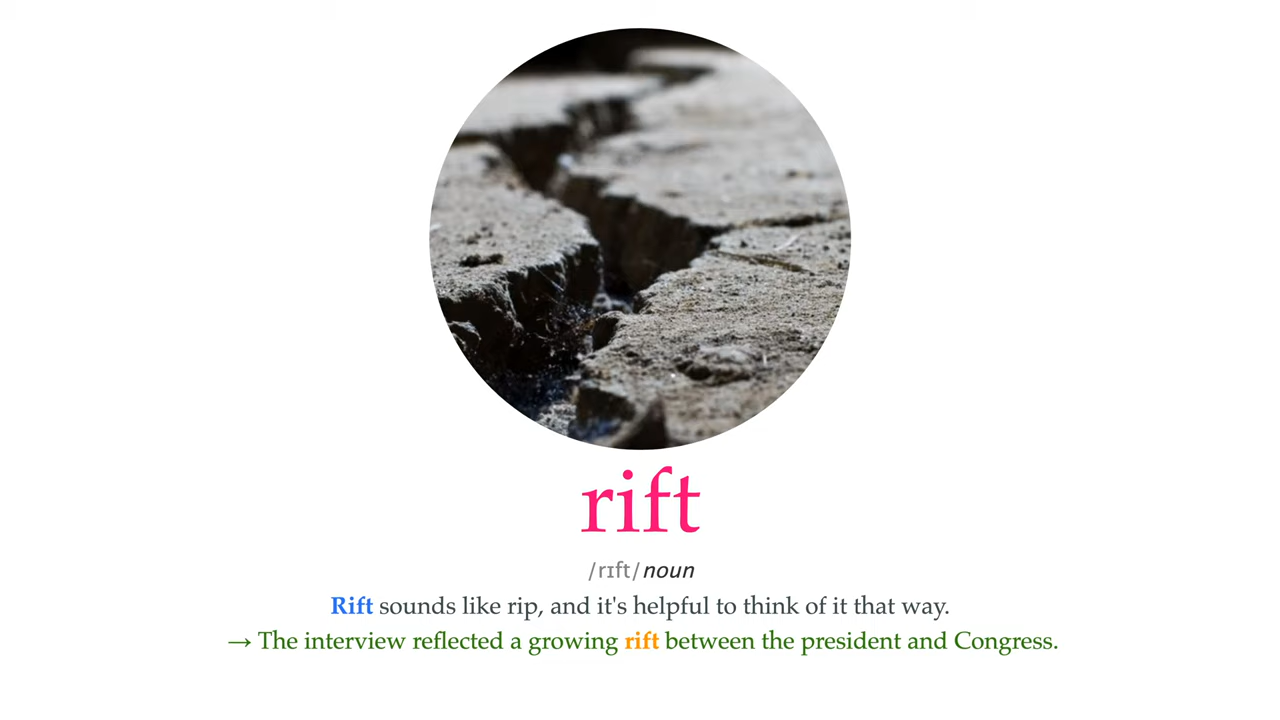 rift
/rɪft/noun
Rift sounds like rip, and it's helpful to think of it that way.
→ The interview reflected a growing rift between the president and Congress.